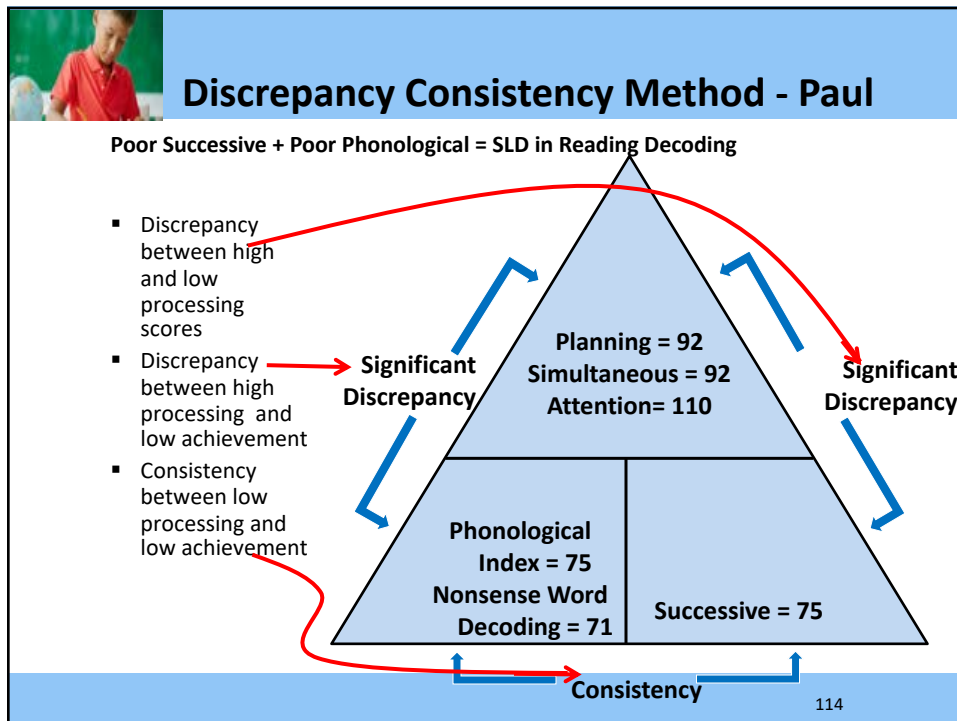 Discrepancy Consistency Method - Paul
Poor Successive + Poor Phonological = SLD in Reading Decoding
▪ Discrepancy
between high
and low
processing
scores
▪ Discrepancy
between high
processing and
low achievement
▪ Consistency
between low
processing and
low achievement
Significant
Discrepancy
Planning = 92
Simultaneous = 92
Attention= 110
Significant
Discrepancy
Phonological
Index = 75
Nonsense Word
Decoding = 71
Successive = 75
Consistency
114